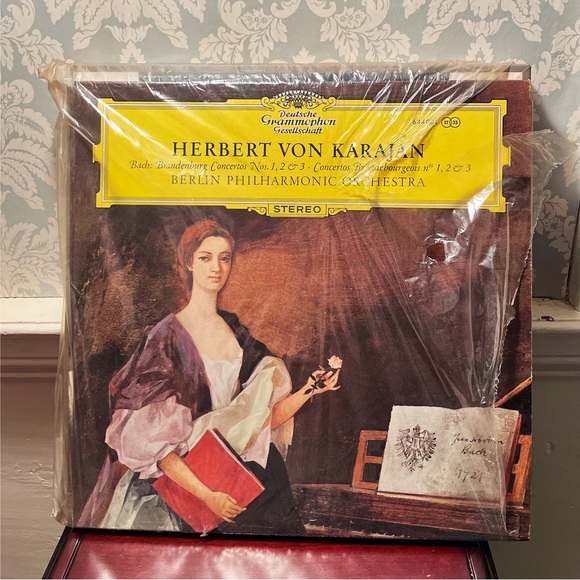 Deutsche
Grammophon
Gesellschaft
STEREO
HERBERT VON KARAJAN
Bach: Brandenburg Concertos Nos. 1, 2 & 3 · Concertos Brandebourgeois nos 1, 2 & 3
BERLIN PHILHARMONIC ORCHESTRA
STEREO
Bach